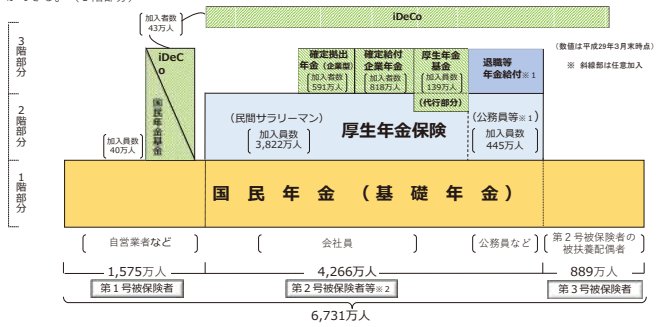 iDeCo
加入者数
43万人
3階部分
iDeC
o
国民年金基金
確定拠出
年金(企業型)
加入者数
591万人
確定給付
企業年金
加入者数
818万人
厚生年金
基金
加入員数
139万人
(代行部分)
退職等
年金給付※1
(数値は平成29年3月末時点)
※ 斜線部は任意加入
2階部分
加入員数
40万人
(民間サラリーマン)
加入員数
3,822万人
厚生年金保険
(公務員等※1)
加入員数
445万人
1階部分
国民年金(基礎年金)
自営業者など
会社員
公務員など
第2号被保険者の
被扶養配偶者
1,575万人
4,266万人
889万人
第1号被保険者
第2号被保険者等※2
第3号被保険者
6,731万人